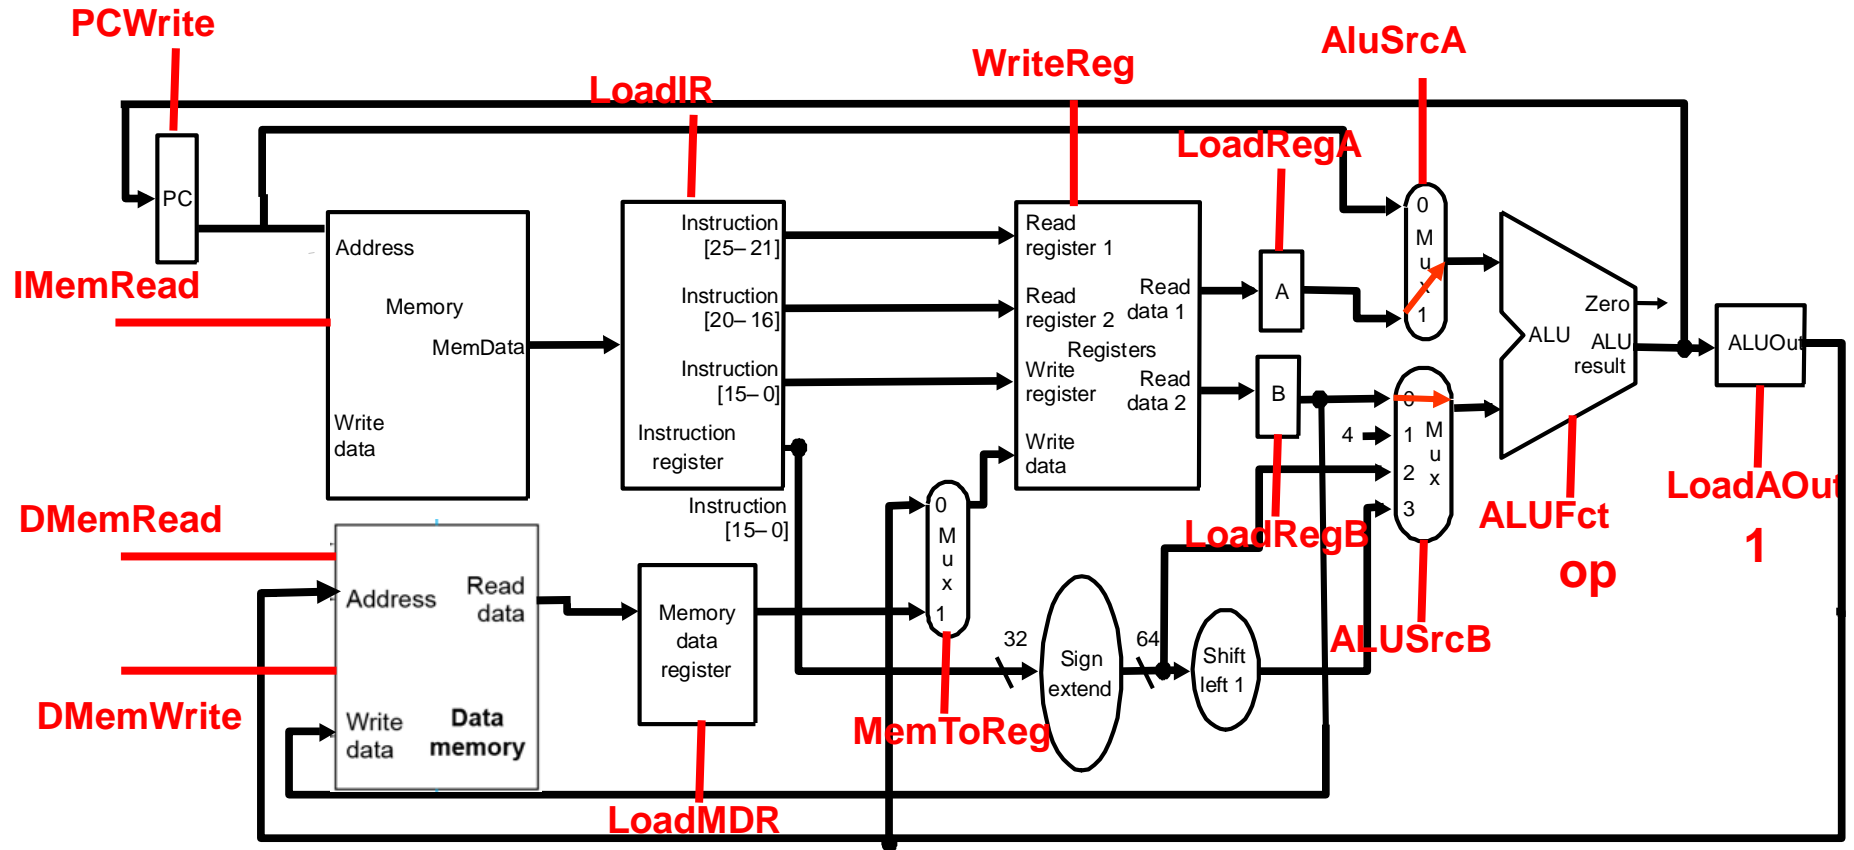 PCWrite
AluSrcA
WriteReg
LoadIR
LoadRegA
PC
IMemRead
Address
Memory
MemData
Write
data
Instruction
[25–21]
Instruction
[20–16]
Instruction
[15–0]
Instruction
register
Instruction
[15–0]
Read
register 1
Read
register 2
Registers
Write
register
Write
data
Read
data 1
Read
data 2
A
B
0
M
u
x
1
0
1
2
3
M
u
x
4
Zero
ALU
ALU
result
ALUOut
LoadAOut
1
ALUFct
op
ALUSrcB
LoadRegB
DMemRead
DMemWrite
Address
Read
data
Write
data
Data
memory
Memory
data
register
LoadMDR
0
M
u
x
1
MemToReg
32
Sign
extend
64
Shift
left 1